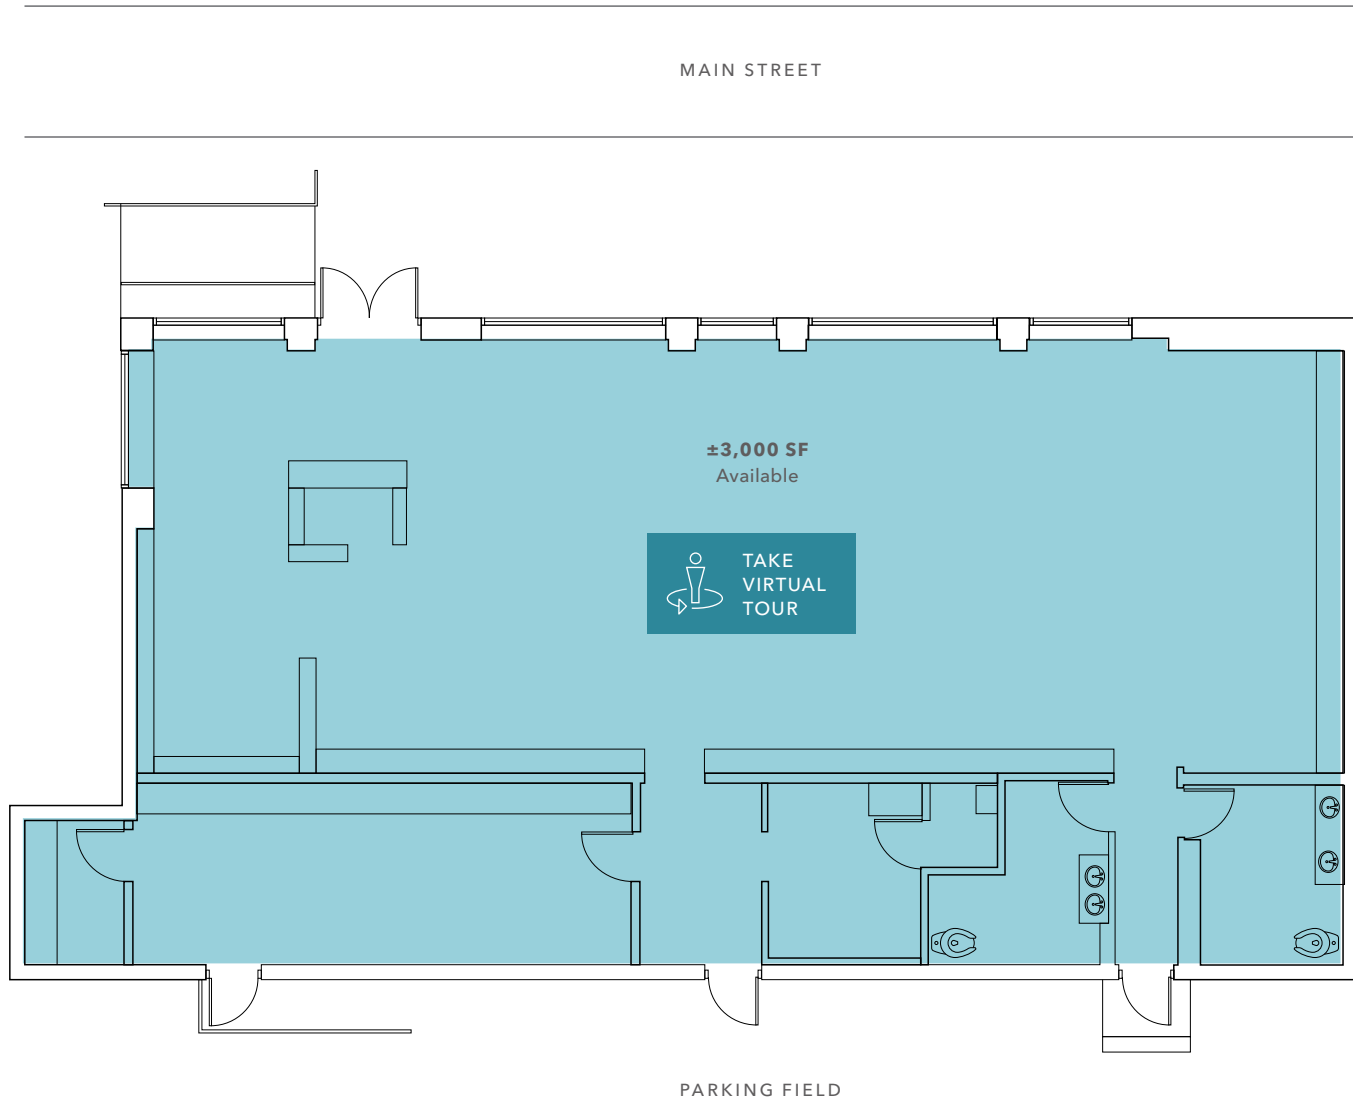 MAIN STREET
±3,000 SF
Available
TAKE
VIRTUAL
TOUR
PARKING FIELD